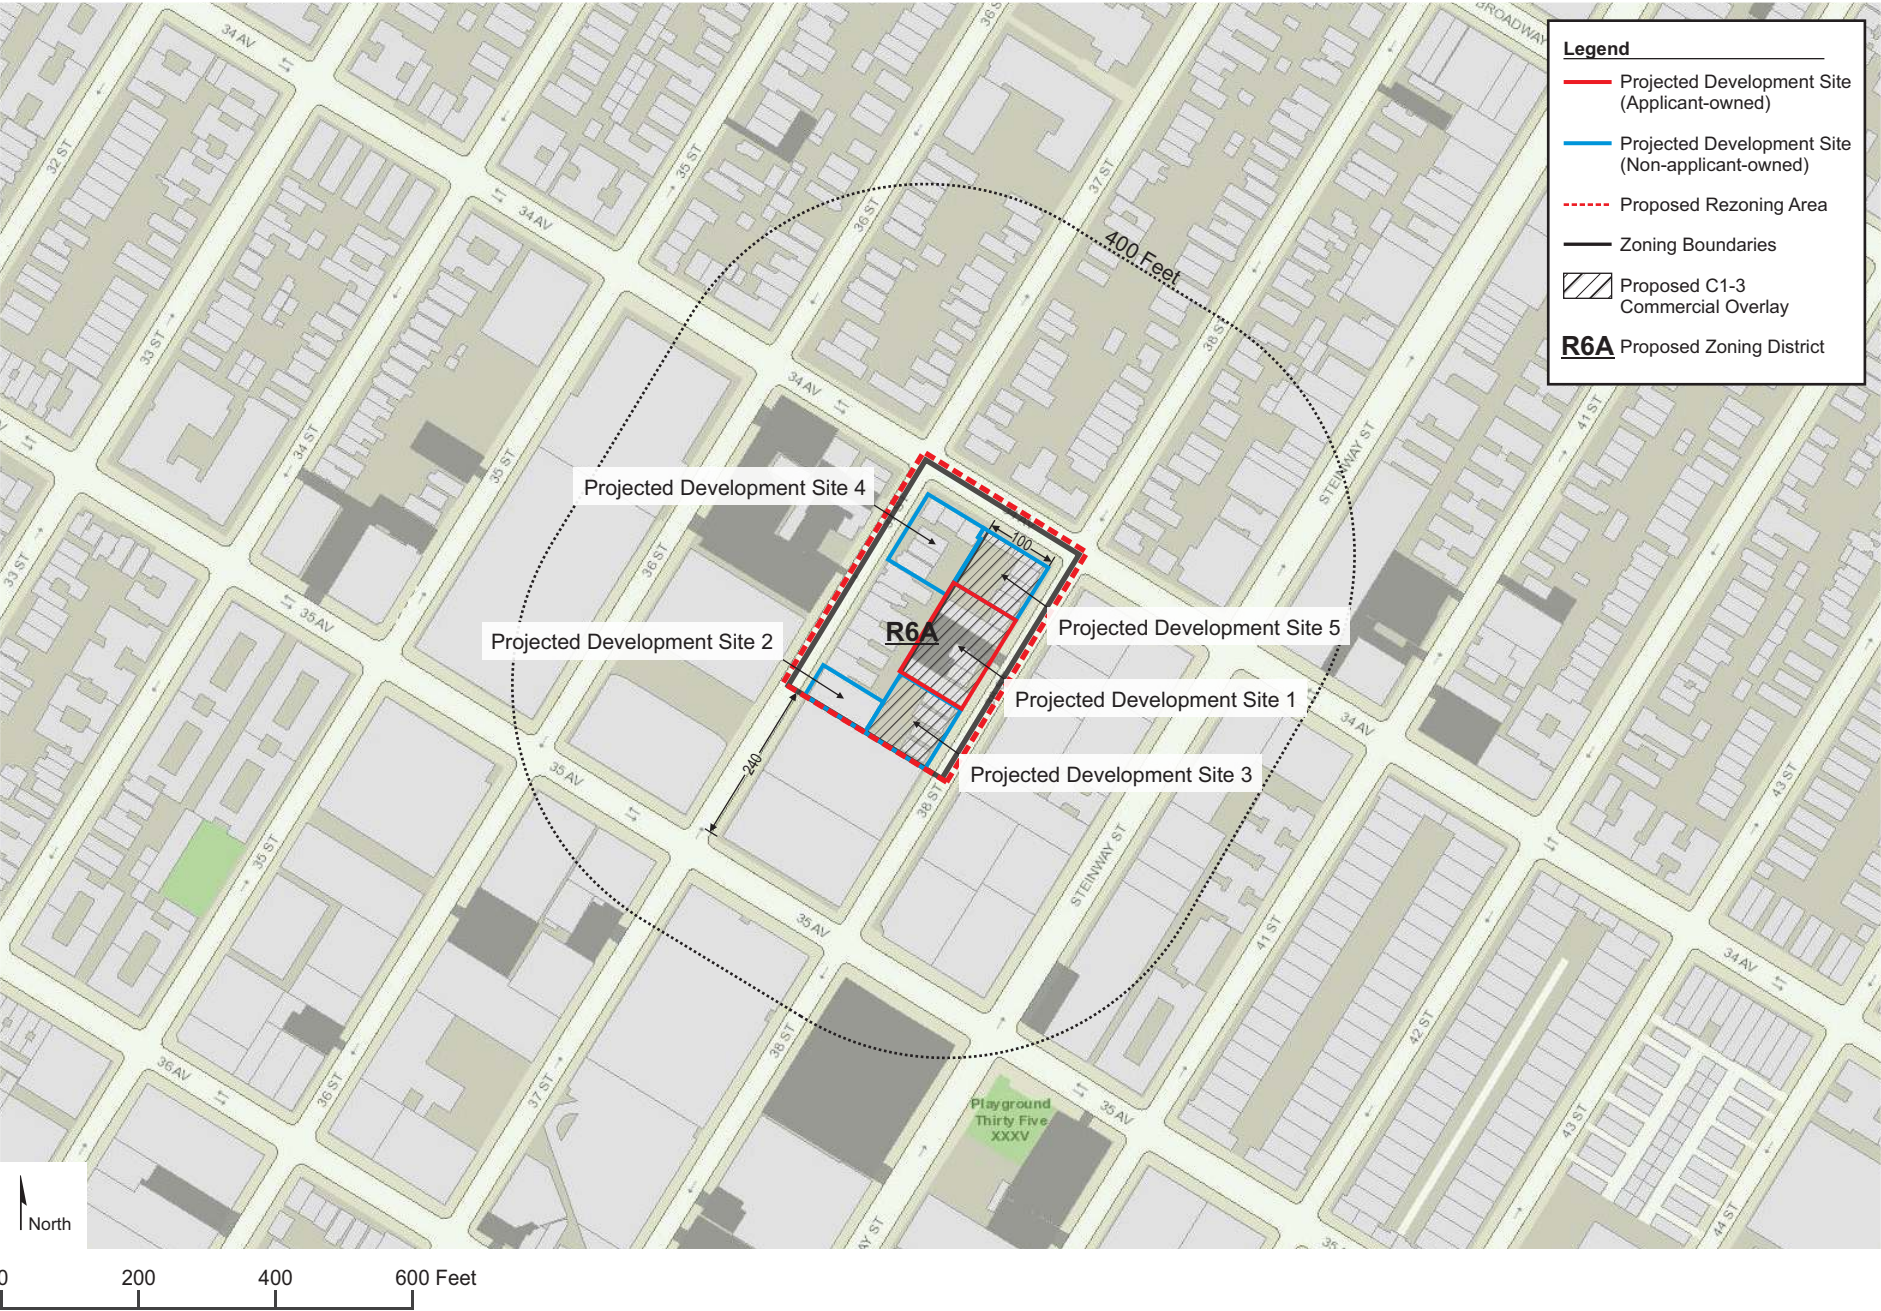 BROADWAY
34 AV
32 ST
35 ST
34 AV
36 ST
37 ST
400 Feet
38 ST
33 ST
34 AV
34 ST
35 ST
STEINWAY ST
41 ST
Legend
Projected Development Site
(Applicant-owned)
Projected Development Site
(Non-applicant-owned)
Proposed Rezoning Area
Zoning Boundaries
Proposed C1-3
Commercial Overlay
R6A Proposed Zoning District
Projected Development Site 4
100
33 ST
36 ST
35 AV
R6A
Projected Development Site 5
Projected Development Site 2
Projected Development Site 1
34 AV
Projected Development Site 3
240
35 AV
38 ST
43 ST
STEINWAY ST
35 ST
35 AV
41 ST
34 AV
38 ST
42 ST
36 AV
36 ST
37 ST
Playground
Thirty Five
XXXV
35 AV
43 ST
44 ST
North
0 200 400 600 Feet